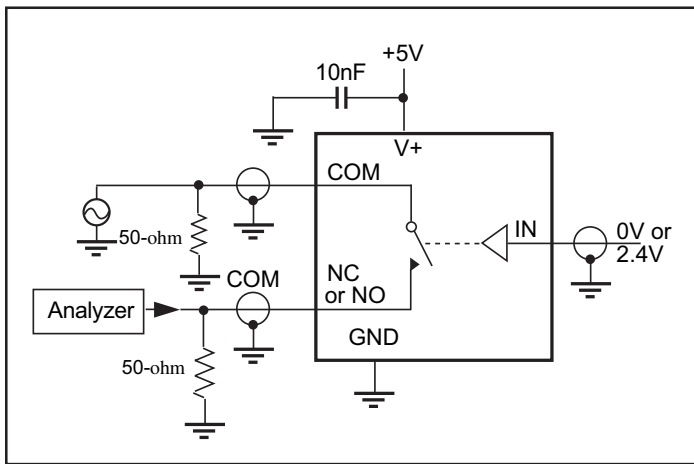 +5V
10nF
V+
COM
IN
0V or
2.4V
50-ohm
COM
NC
or NO
Analyzer
GND
50-ohm